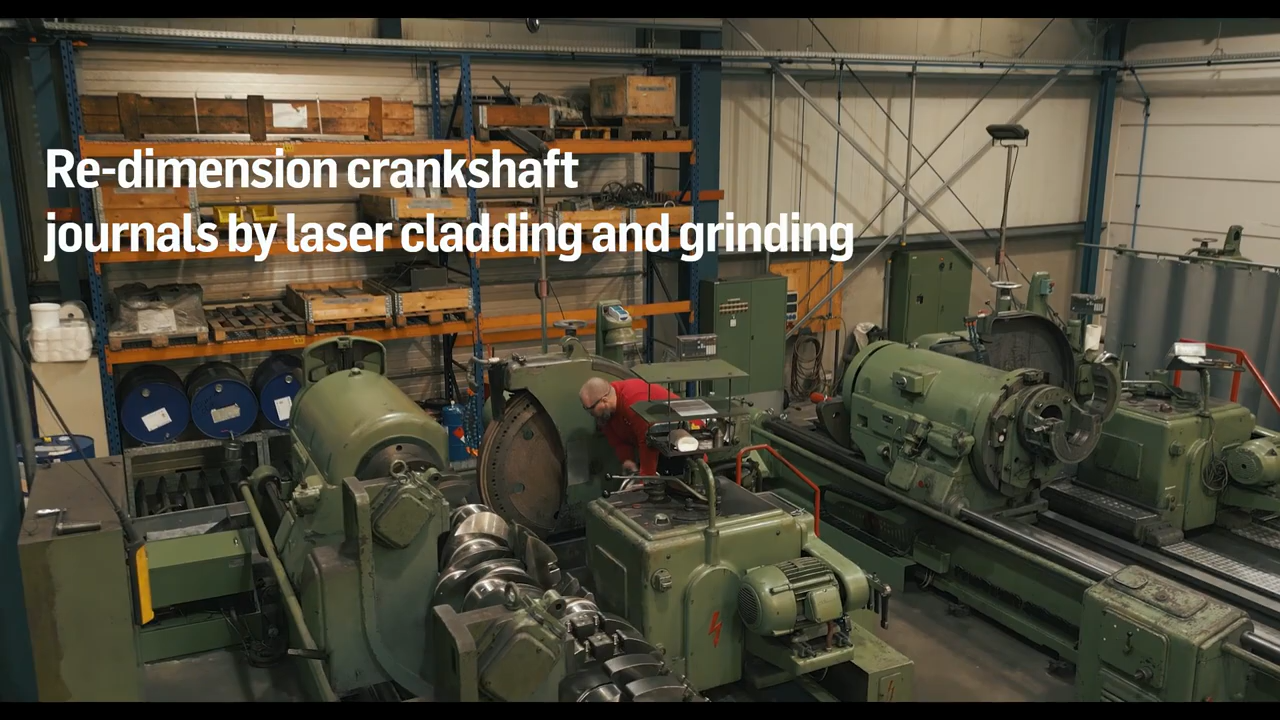 Re-dimension crankshaft
journals by laser cladding and grinding